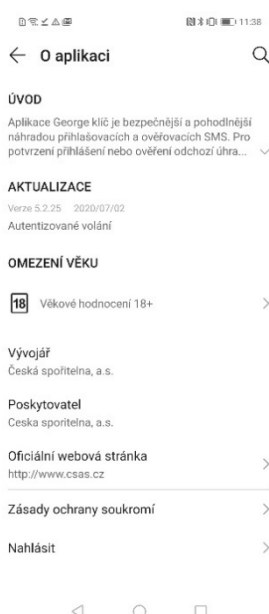 11:38
O aplikaci
ÚVOD
Aplikace George klíč je bezpečnější a pohodlnější
náhradou přihlašovacích a ověřovacích SMS. Pro
potvrzení přihlášení nebo ověření odchozí úhra...
AKTUALIZACE
Verze 5.2.25 2020/07/02
Autentizované volání
OMEZENÍ VĚKU
18 Věkové hodnocení 18+
Vývojář
Česká spořitelna, a.s.
Poskytovatel
Ceska sporitelna, a.s.
Oficiální webová stránka
http://www.csas.cz
Zásady ochrany soukromí
Nahlásit